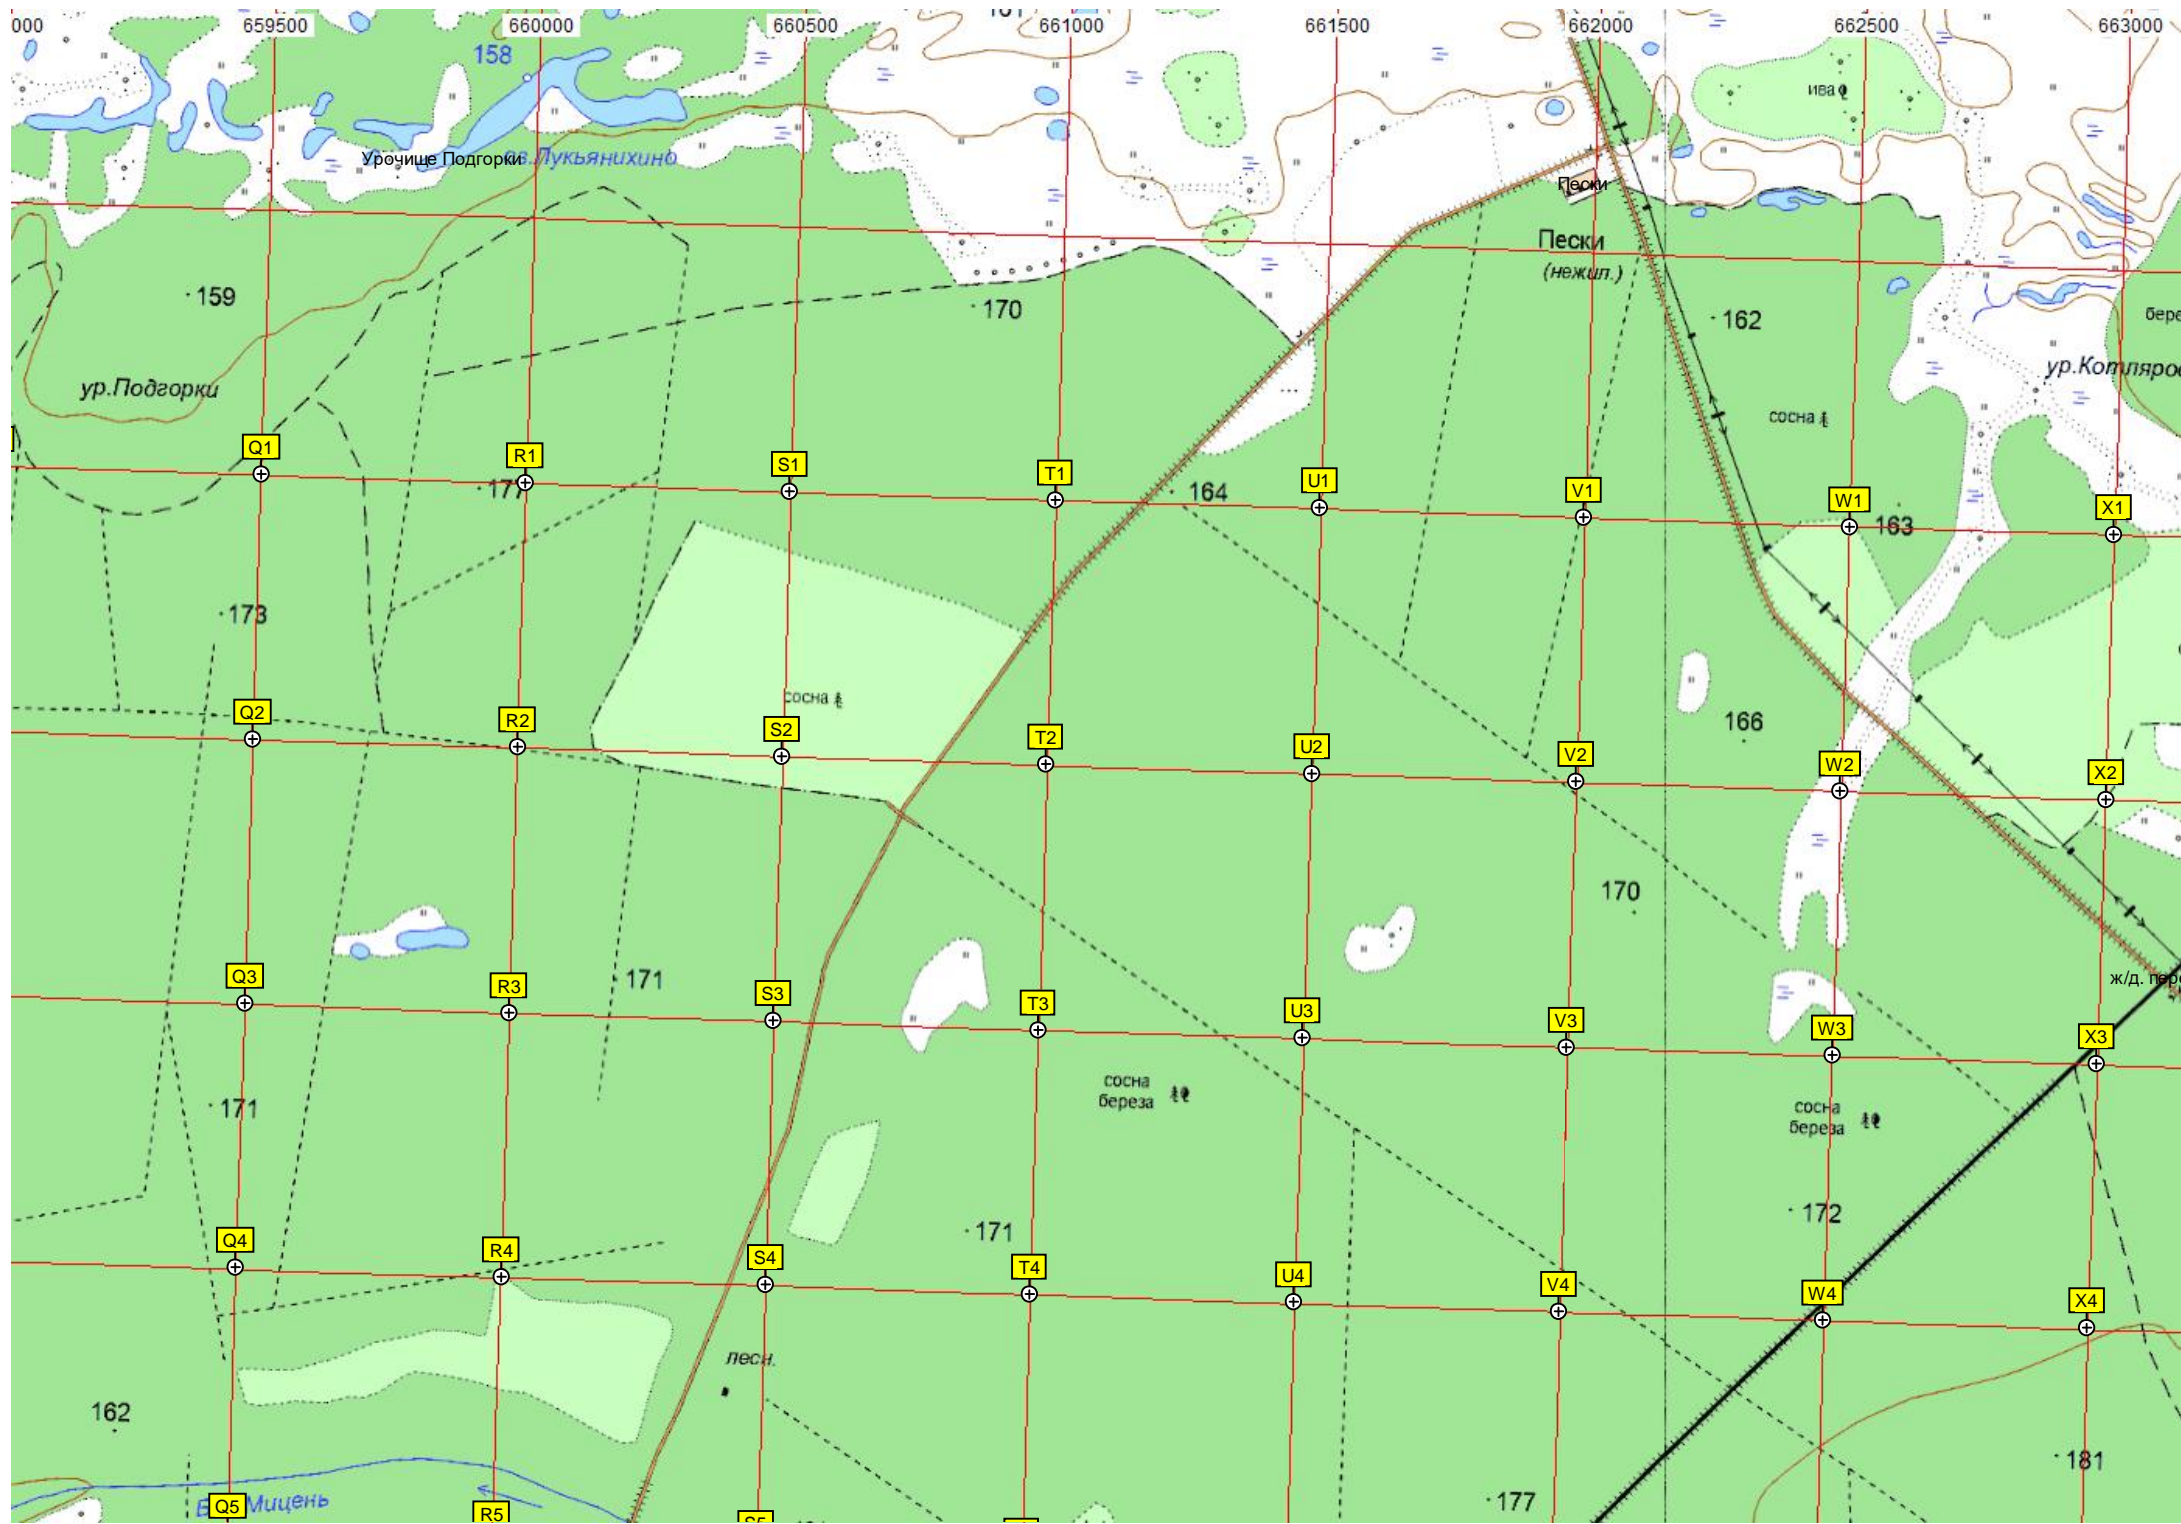 000 659500 660000 660500 661000 661500 662000 662500 663000
158
ива
Урочище Подгорки
оз.Лукьянихино
Пески
Пески
(нежил.)
159
170
162
ур.Подгорки
сосна
Q1 R1 S1 T1 U1 V1 W1 X1
177
164
163
173
сосна
166
Q2 R2 S2 T2 U2 V2 W2 X2
170
171
ж/д. пере
Q3 R3 S3 T3 U3 V3 W3 X3
сосна
береза
171
сосна
береза
172
171
Q4 R4 S4 T4 U4 V4 W4 X4
лесн.
162
181
177
Мицень
Q5 R5 S5